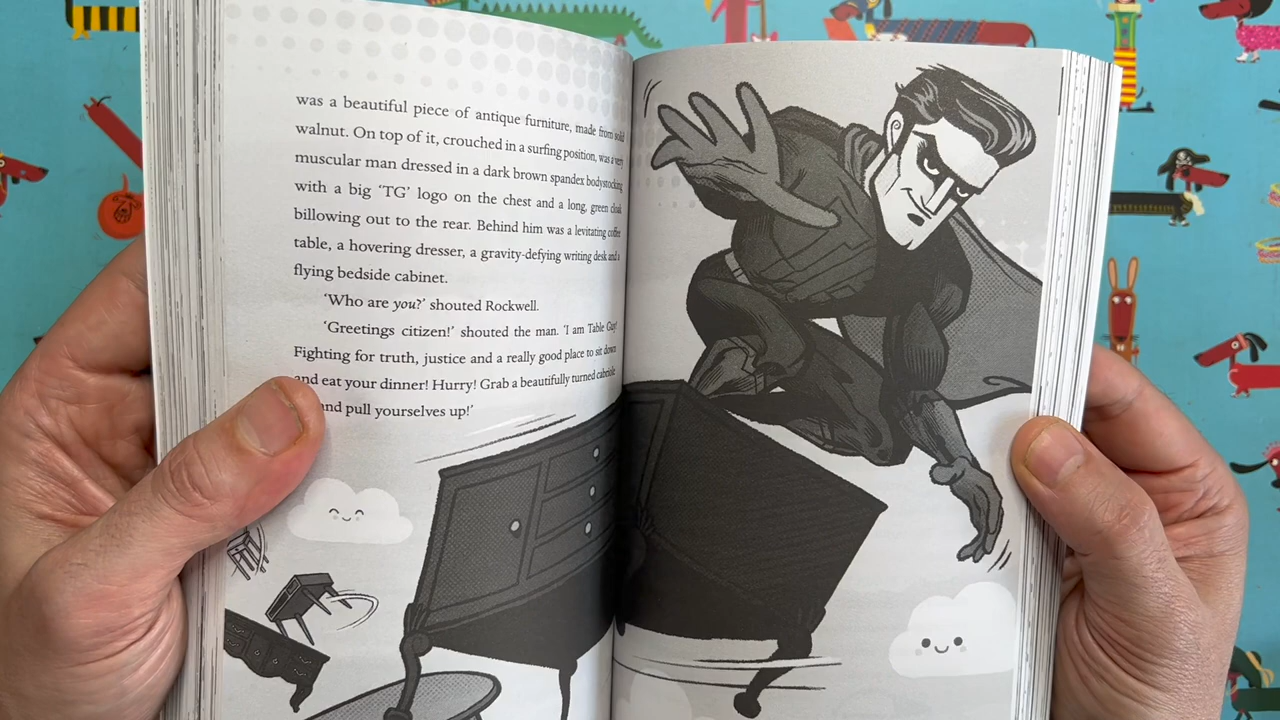 was a beautiful piece of antique furniture, made from solid
walnut. On top of it, crouched in a surfing position, was a very
muscular man dressed in a dark brown spandex bodystocking
with a big ‘TG’ logo on the chest and a long, green cloak
billowing out to the rear. Behind him was a levitating coffee
table, a hovering dresser, a gravity-defying writing desk and a
flying bedside cabinet.
‘Who are you?’ shouted Rockwell.
‘Greetings citizen!’ shouted the man. ‘I am Table Guy!
Fighting for truth, justice and a really good place to sit down
and eat your dinner! Hurry! Grab a beautifully turned cabriole
and pull yourselves up!’